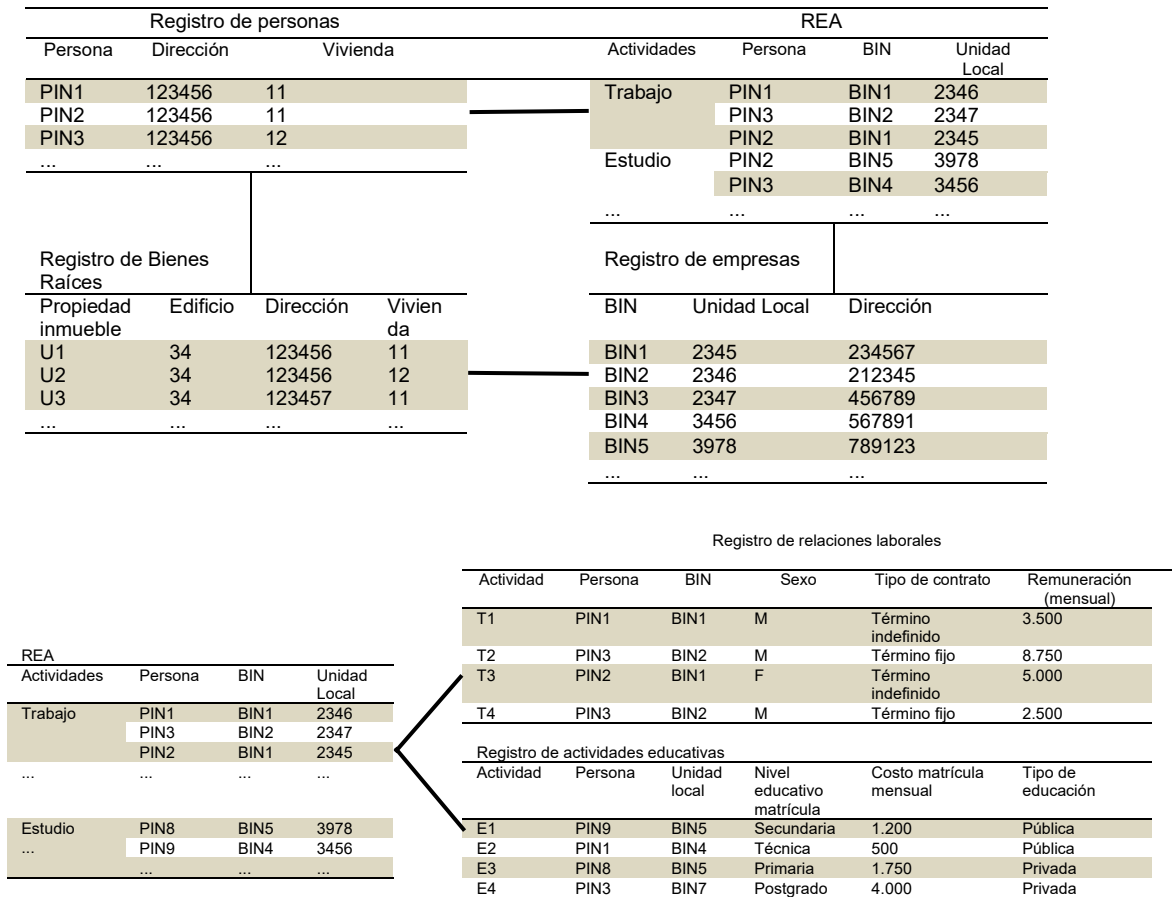 Registro de personas
REA
Persona Dirección Vivienda
Actividades Persona BIN Unidad
Local
PIN1 123456 11
PIN2 123456 11
PIN3 123456 12
... ... ...
Trabajo PIN1 BIN1 2346
PIN3 BIN2 2347
PIN2 BIN1 2345
Estudio PIN2 BIN5 3978
PIN3 BIN4 3456
... ... ... ...
Registro de Bienes
Raíces
Propiedad Edificio Dirección Vivien
inmueble da
U1 34 123456 11
U2 34 123456 12
U3 34 123457 11
... ... ... ...
Registro de empresas
BIN Unidad Local Dirección
BIN1 2345 234567
BIN2 2346 212345
BIN3 2347 456789
BIN4 3456 567891
BIN5 3978 789123
... ... ...
Registro de relaciones laborales
Actividad Persona BIN Sexo Tipo de contrato Remuneración
(mensual)
T1 PIN1 BIN1 M Término 3.500
indefinido
T2 PIN3 BIN2 M Término fijo 8.750
T3 PIN2 BIN1 F Término 5.000
indefinido
T4 PIN3 BIN2 M Término fijo 2.500
REA
Actividades Persona BIN Unidad
Local
Trabajo PIN1 BIN1 2346
PIN3 BIN2 2347
PIN2 BIN1 2345
... ... ... ...
Estudio PIN8 BIN5 3978
... PIN9 BIN4 3456
... ... ...
Registro de actividades educativas
Actividad Persona Unidad Nivel Costo matrícula Tipo de
local educativo mensual educación
matrícula
E1 PIN9 BIN5 Secundaria 1.200 Pública
E2 PIN1 BIN4 Técnica 500 Pública
E3 PIN8 BIN5 Primaria 1.750 Privada
E4 PIN3 BIN7 Postgrado 4.000 Privada